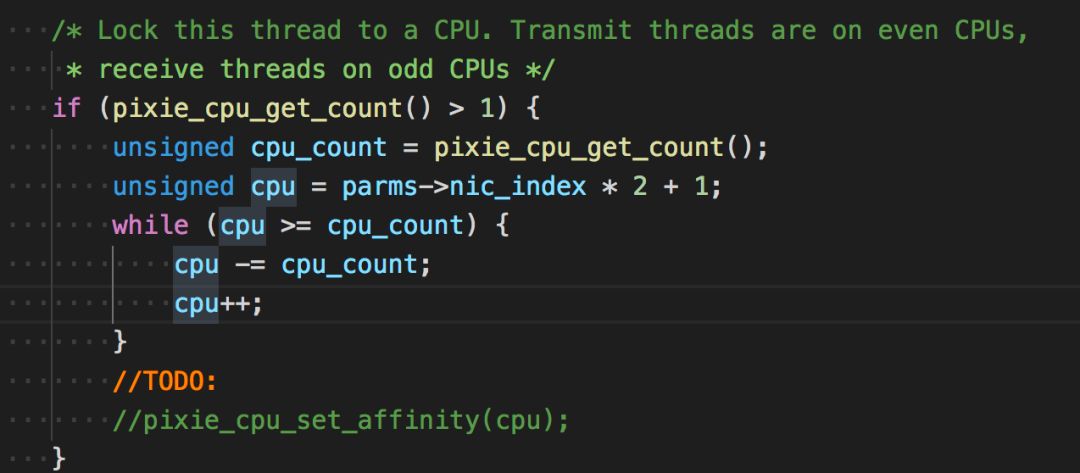 /* Lock this thread to a CPU. Transmit threads are on even CPUs,
 * receive threads on odd CPUs */
if (pixie_cpu_get_count() > 1) {
    unsigned cpu_count = pixie_cpu_get_count();
    unsigned cpu = parms->nic_index * 2 + 1;
    while (cpu >= cpu_count) {
        cpu -= cpu_count;
        cpu++;
    }
    //TODO:
    //pixie_cpu_set_affinity(cpu);
}